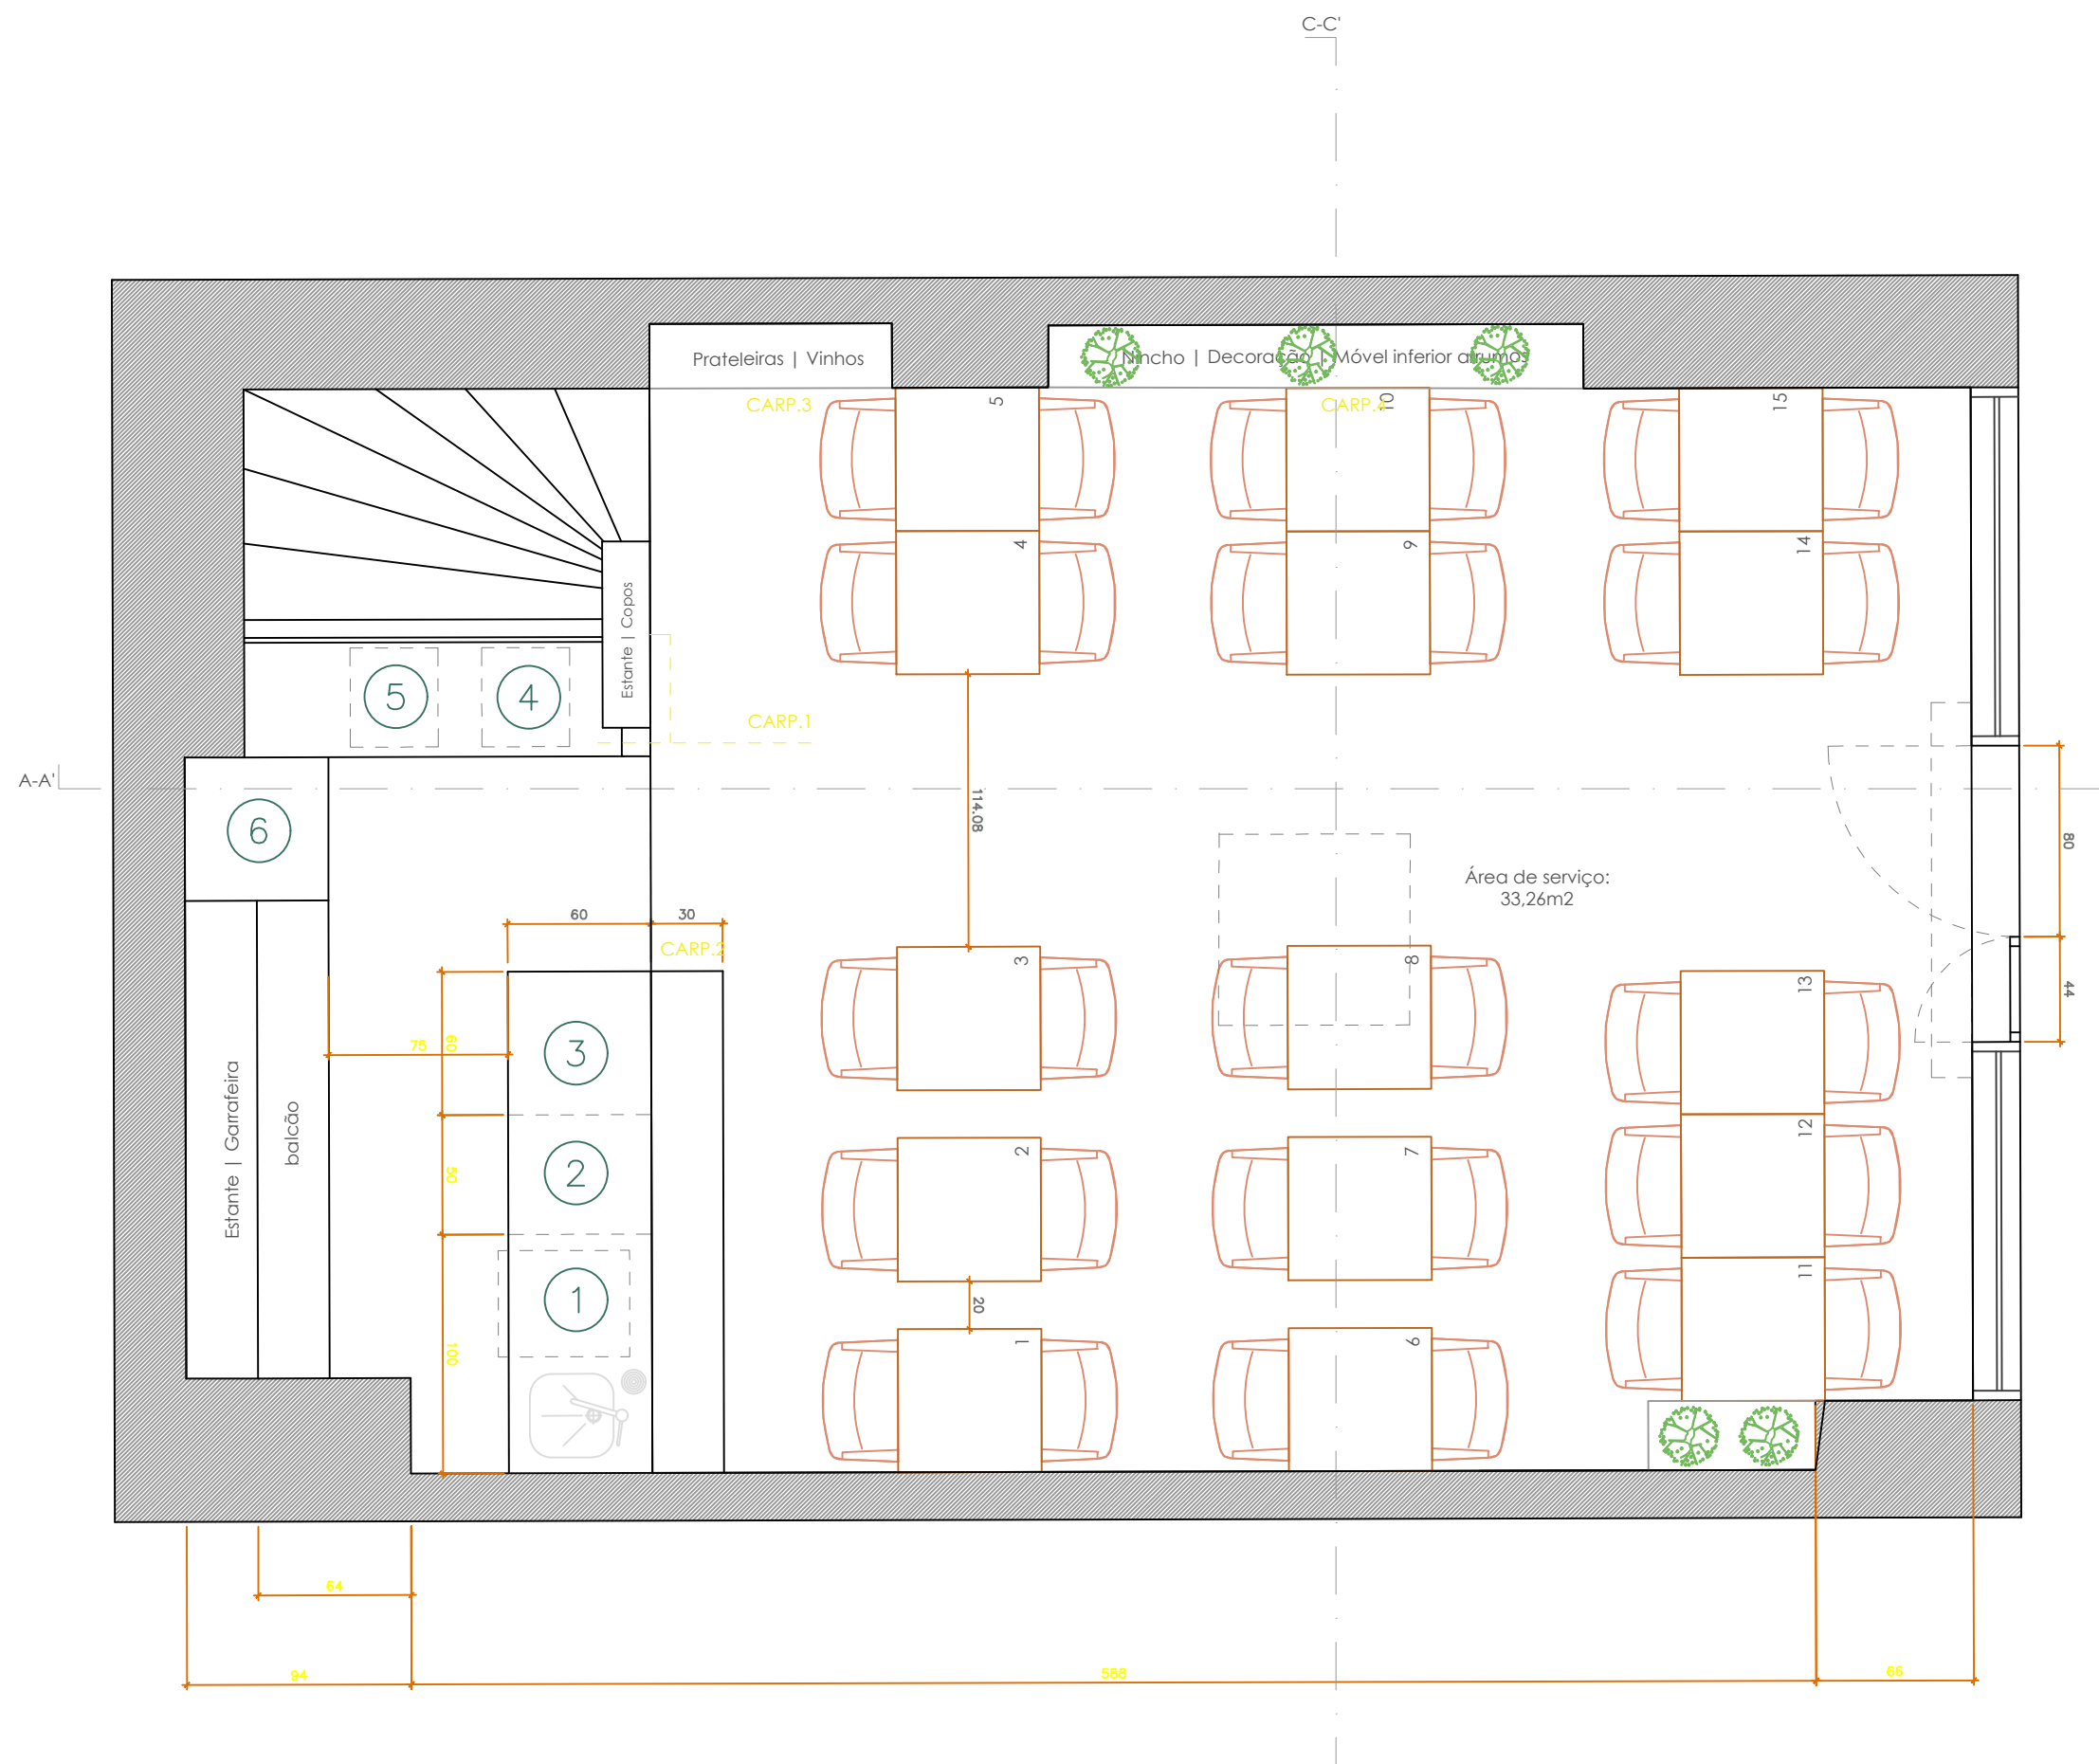 C-C'
Prateleiras | Vinhos
Nincho | Decoração | Móvel inferior arrumos
CARP.3
5
CARP.4
10
15
4
9
14
Estante | Copos
5
4
CARP.1
A-A'
114.08
6
80
Área de serviço:
33,26m2
60
30
CARP.2
3
8
13
44
75
60
3
Estante | Garrafeira
balcão
2
7
12
50
2
11
20
1
100
1
6
64
94
588
66